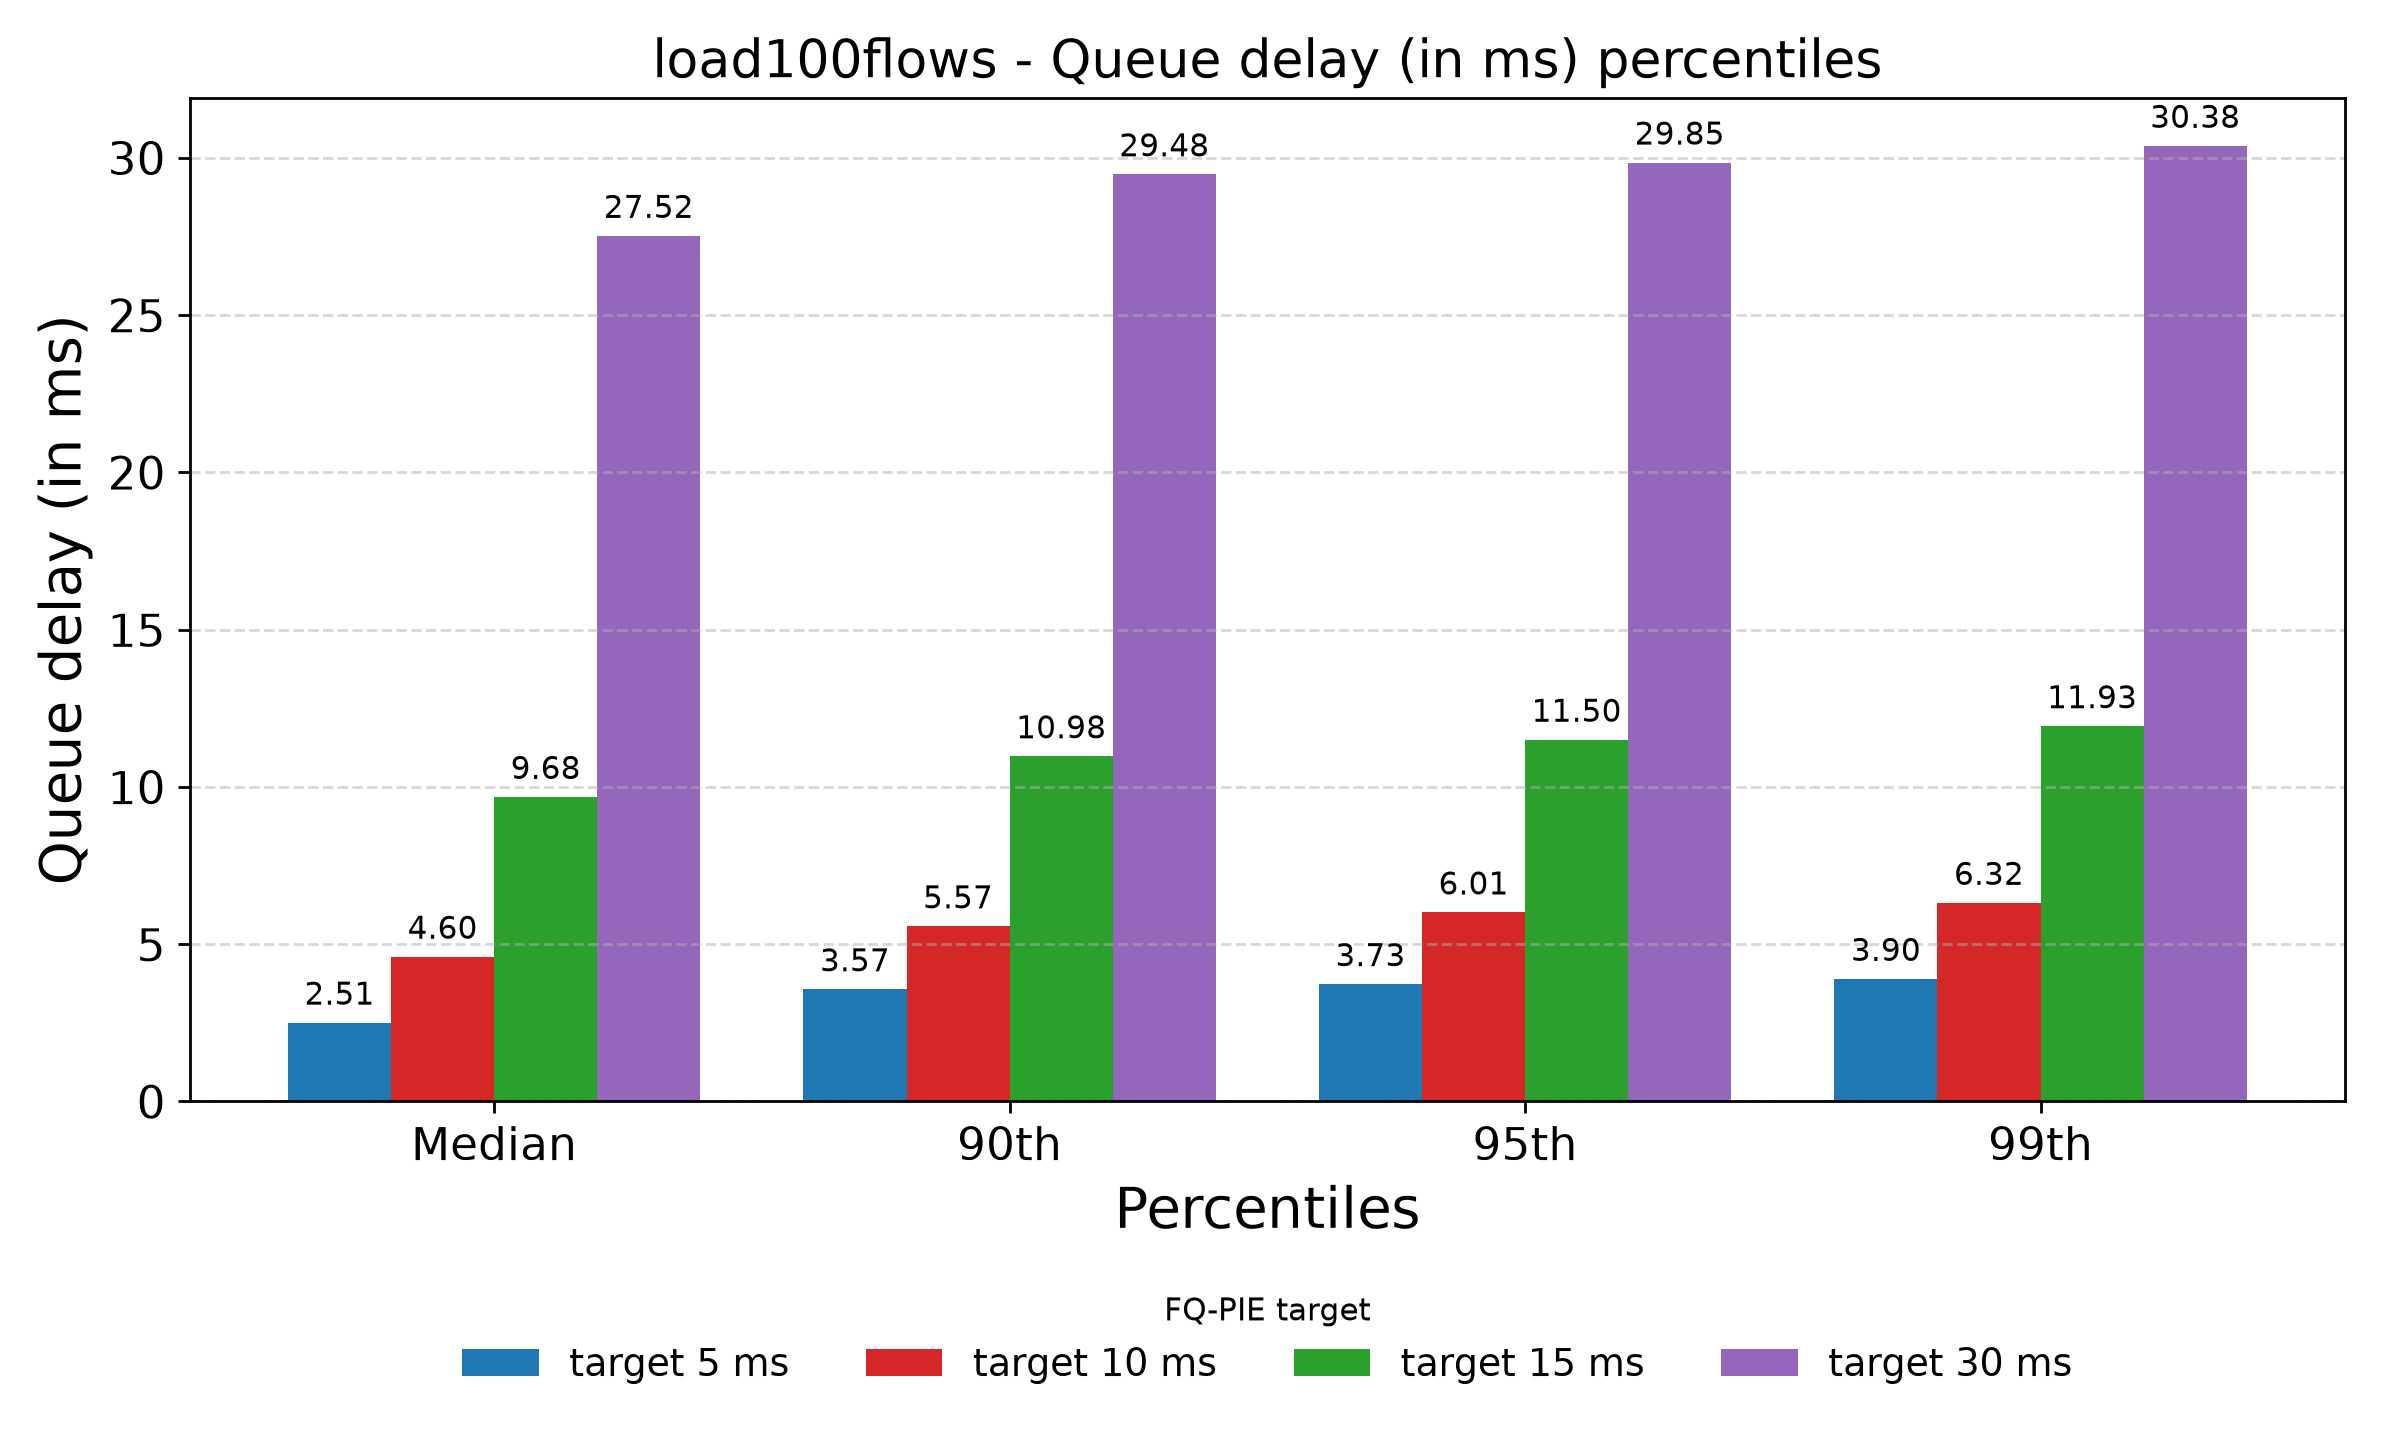 load100flows - Queue delay (in ms) percentiles
Queue delay (in ms)
30
25
20
15
10
5
0
2.51
4.60
9.68
27.52
3.57
5.57
10.98
29.48
3.73
6.01
11.50
29.85
3.90
6.32
11.93
30.38
Median
90th
95th
99th
Percentiles
FQ-PIE target
target 5 ms
target 10 ms
target 15 ms
target 30 ms